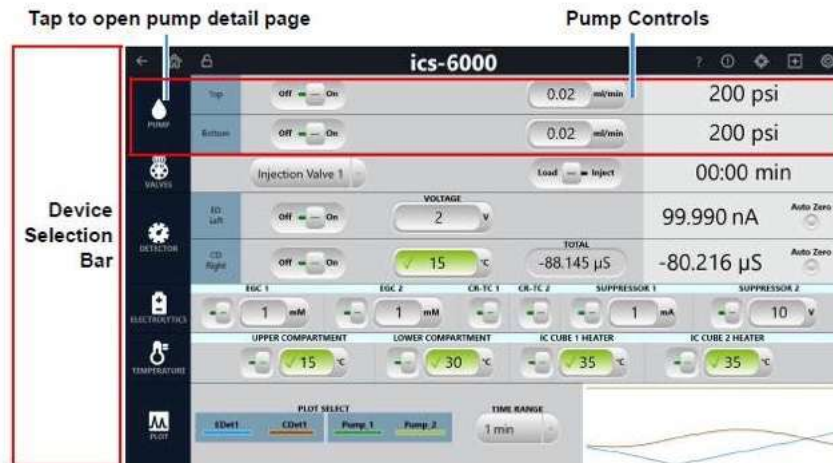 Tap to open pump detail page
Pump Controls
ics-6000
?
Device
Selection
Bar
PUMP
Top
Off On
0.02 ml/min
200 psi
Bottom
Off On
0.02 ml/min
200 psi
VALVES
Injection Valve 1
Load Inject
00:00 min
DETECTOR
ED
Left
Off On
VOLTAGE
2 V
99.990 nA
Auto Zero
CD
Right
Off On
15 °C
TOTAL
-88.145 µS
-80.216 µS
Auto Zero
ELECTROLYTICS
EGC 1
EGC 2
CR-TC 1
CR-TC 2
SUPPRESSOR 1
SUPPRESSOR 2
1 mM
1 mM
1 mA
10 V
TEMPERATURE
UPPER COMPARTMENT
LOWER COMPARTMENT
IC CUBE 1 HEATER
IC CUBE 2 HEATER
15 °C
30 °C
35 °C
35 °C
PLOT
PLOT SELECT
TIME RANGE
EDet1
CDet1
Pump_1
Pump_2
1 min